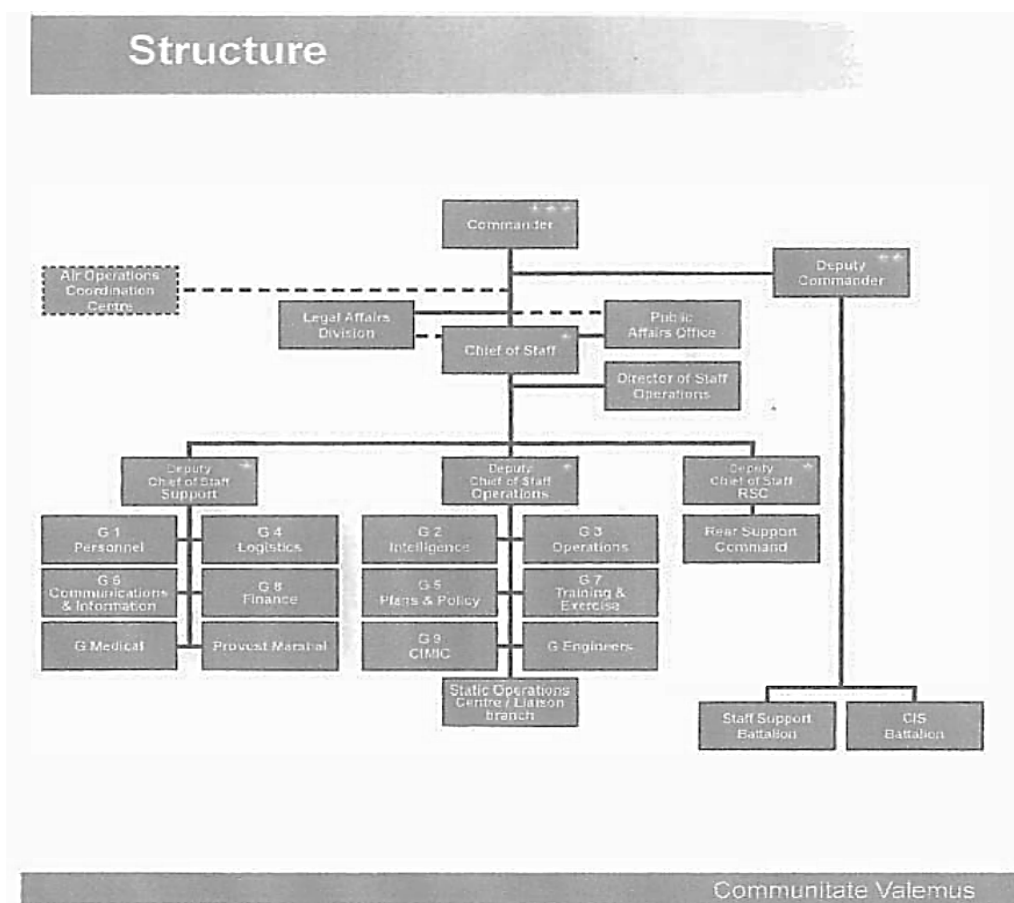 Structure
Commander
Deputy
Commander
Air Operations
Coordination
Centre
Legal Affairs
Division
Public
Affairs Office
Chief of Staff
Director of Staff
Operations
Deputy
Chief of Staff
Support
Deputy
Chief of Staff
Operations
Deputy
Chief of Staff
RSC
G 1
Personnel
G 4
Logistics
G 2
Intelligence
G 3
Operations
Rear Support
Command
G 6
Communications
& Information
G 8
Finance
G 5
Plans & Policy
G 7
Training &
Exercise
G Medical
Provost Marshal
G 9
CIMIC
G Engineers
Static Operations
Centre / Liaison
branch
Staff Support
Battalion
CIS
Battalion
Communitate Valemus